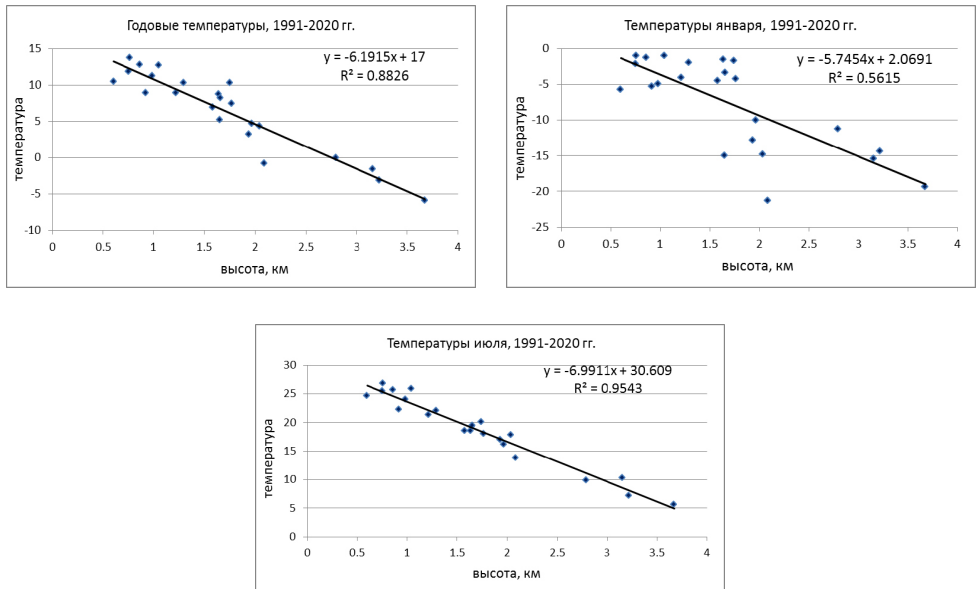 Годовые температуры, 1991-2020 гг.
y = -6.1915x + 17
R² = 0.8826
15
10
5
0
-5
-10
температура
0 0.5 1 1.5 2 2.5 3 3.5 4
высота, км
Температуры января, 1991-2020 гг.
y = -5.7454x + 2.0691
R² = 0.5615
0
-5
-10
-15
-20
-25
температура
0 0.5 1 1.5 2 2.5 3 3.5 4
высота, км
Температуры июля, 1991-2020 гг.
y = -6.9911x + 30.609
R² = 0.9543
30
25
20
15
10
5
0
температура
0 0.5 1 1.5 2 2.5 3 3.5 4
высота, км